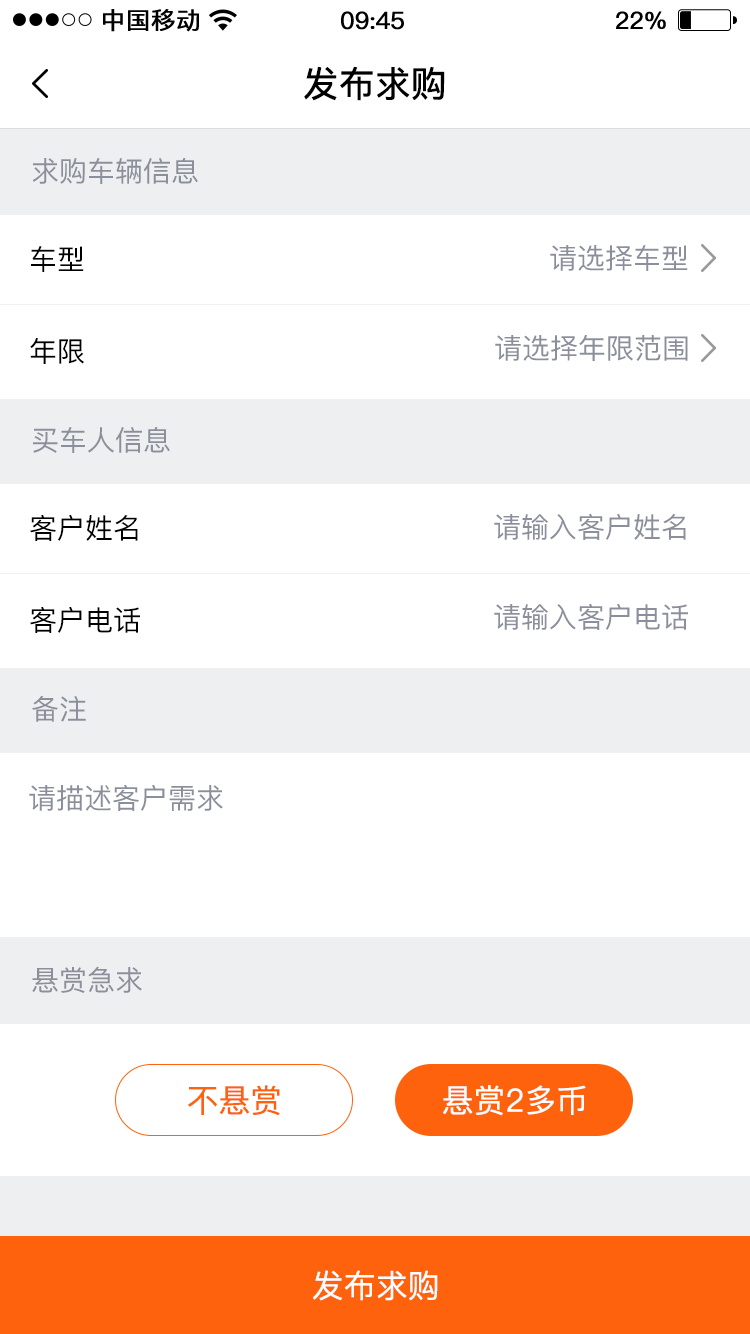 中国移动 09:45 22%
发布求购
求购车辆信息
车型 请选择车型
年限 请选择年限范围
买车人信息
客户姓名 请输入客户姓名
客户电话 请输入客户电话
备注
请描述客户需求
悬赏急求
不悬赏 悬赏2多币
发布求购